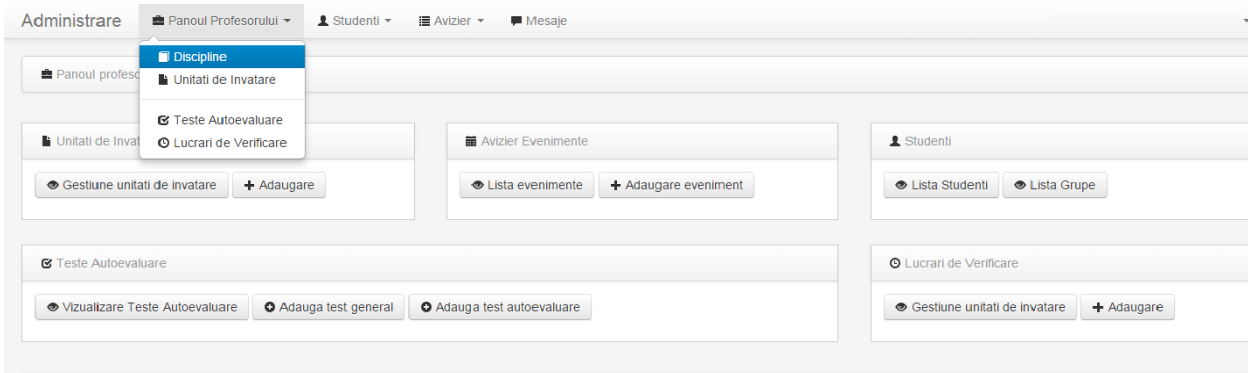 Administrare Panoul Profesorului Studenti Avizier Mesaje
Discipline
Unitati de Invatare
Teste Autoevaluare
Lucrari de Verificare
Panoul profeso
Unitati de Invat Avizier Evenimente Studenti
Gestiune unitati de invatare Adaugare Lista evenimente Adaugare eveniment Lista Studenti Lista Grupe
Teste Autoevaluare Lucrari de Verificare
Vizualizare Teste Autoevaluare Adauga test general Adauga test autoevaluare Gestiune unitati de invatare Adaugare